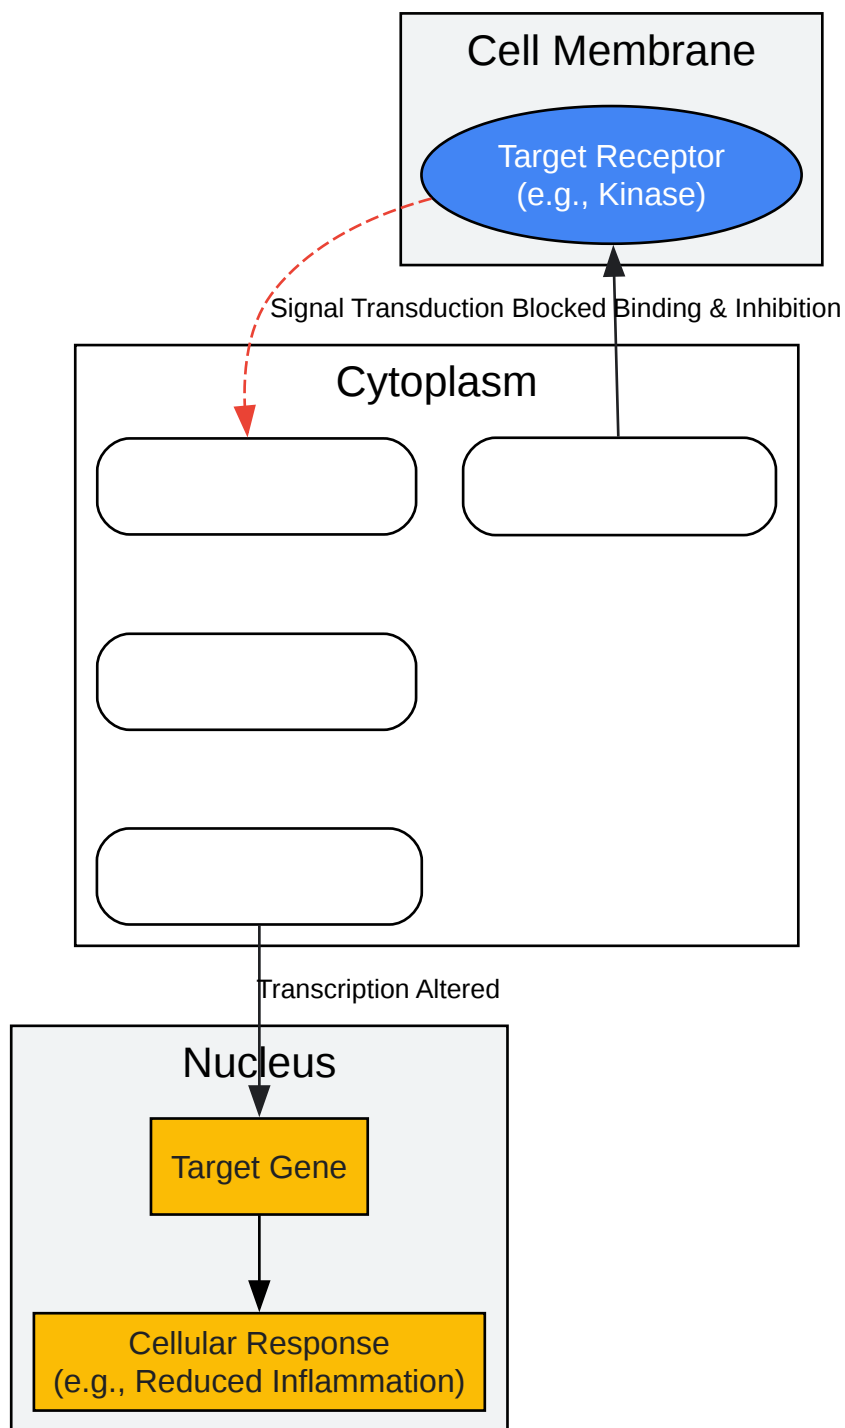 Cell Membrane
Target Receptor
(e.g., Kinase)
Signal Transduction Blocked
Binding & Inhibition
Cytoplasm
Transcription Altered
Nucleus
Target Gene
Cellular Response
(e.g., Reduced Inflammation)